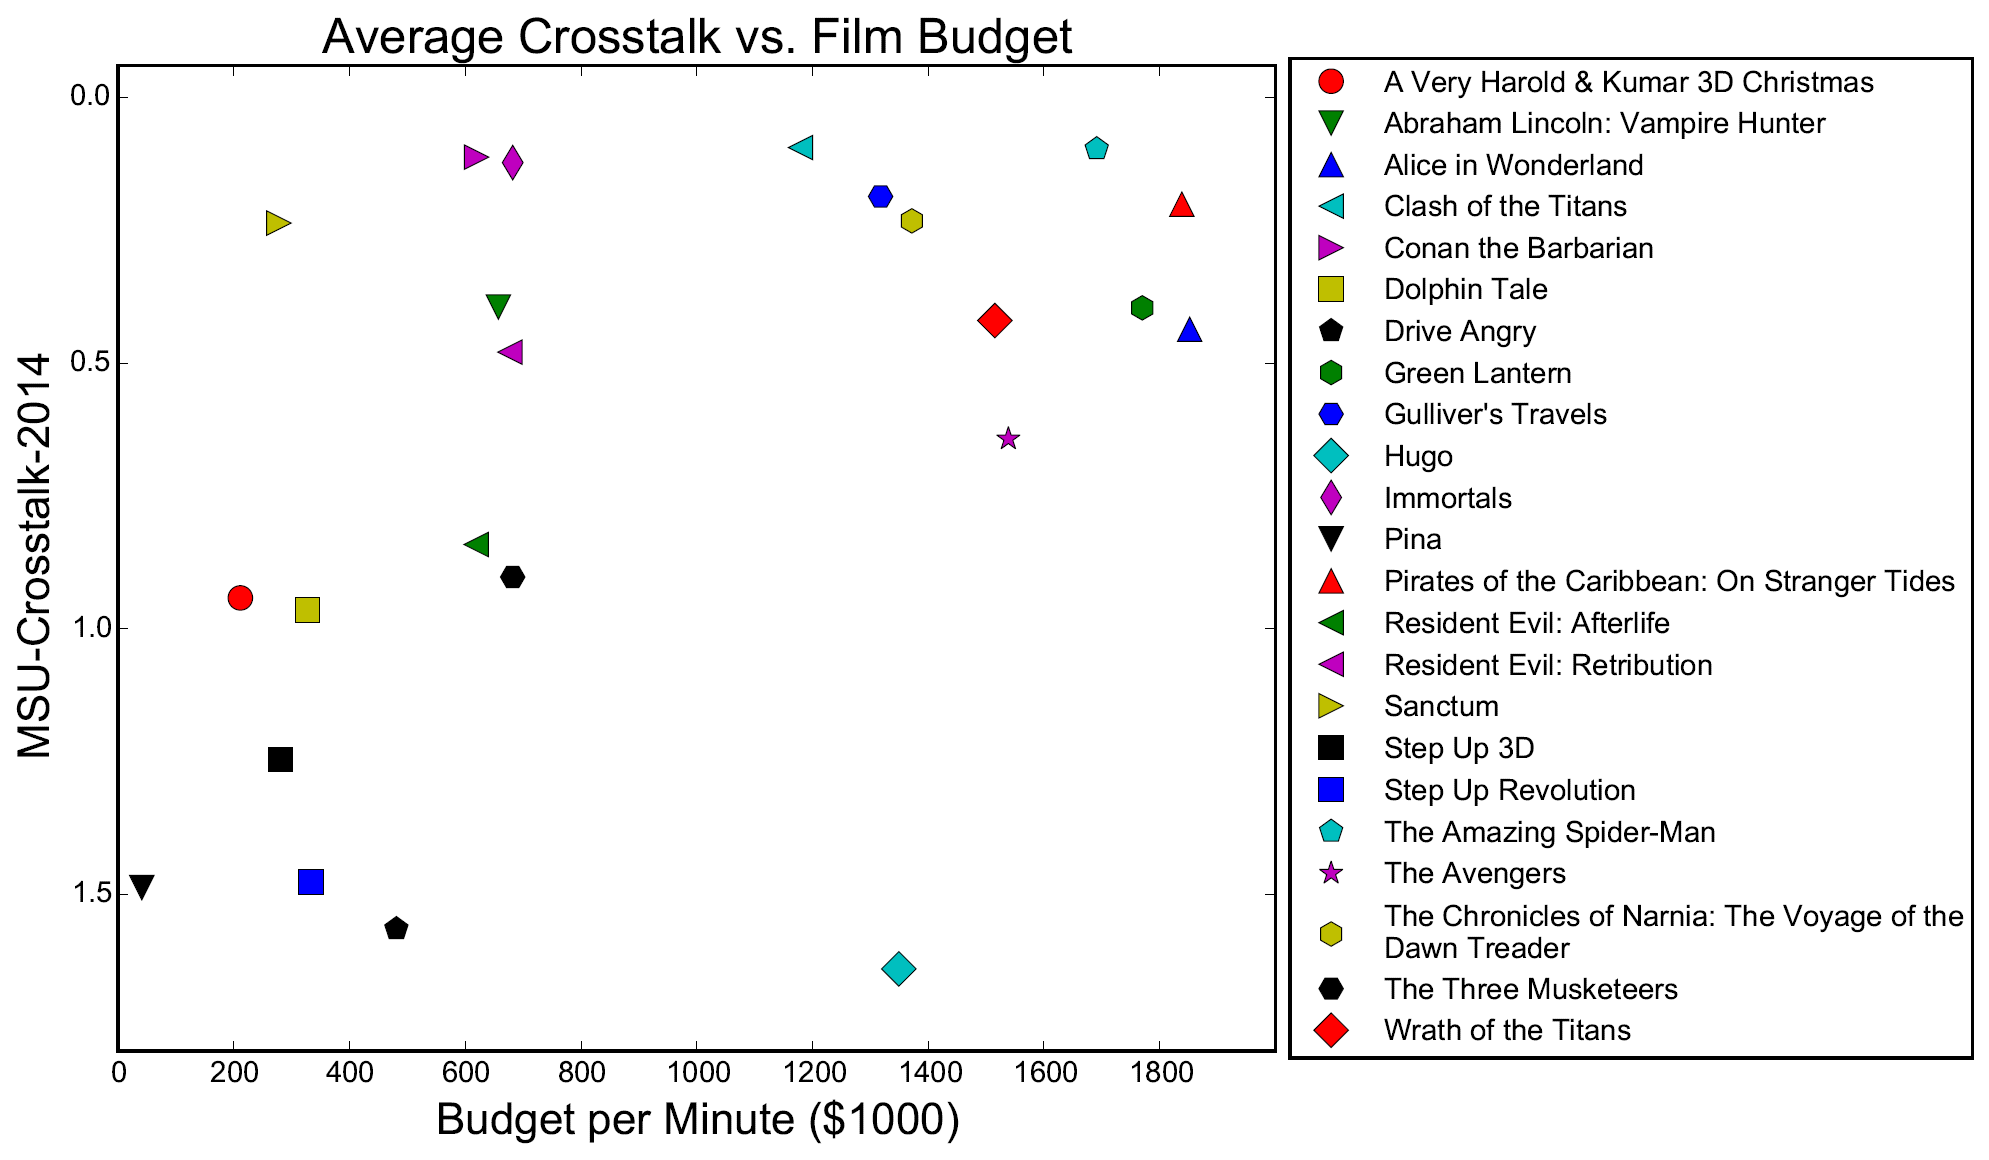 Average Crosstalk vs. Film Budget
0.0
0.5
1.0
1.5
MSU-Crosstalk-2014
0 200 400 600 800 1000 1200 1400 1600 1800
Budget per Minute ($1000)
A Very Harold & Kumar 3D Christmas
Abraham Lincoln: Vampire Hunter
Alice in Wonderland
Clash of the Titans
Conan the Barbarian
Dolphin Tale
Drive Angry
Green Lantern
Gulliver's Travels
Hugo
Immortals
Pina
Pirates of the Caribbean: On Stranger Tides
Resident Evil: Afterlife
Resident Evil: Retribution
Sanctum
Step Up 3D
Step Up Revolution
The Amazing Spider-Man
The Avengers
The Chronicles of Narnia: The Voyage of the
Dawn Treader
The Three Musketeers
Wrath of the Titans